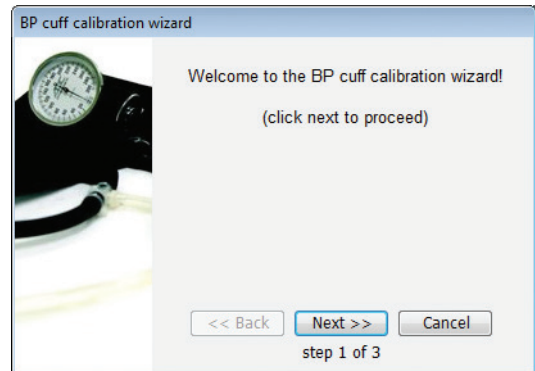 BP cuff calibration wizard
Welcome to the BP cuff calibration wizard!
(click next to proceed)
<< Back Next >> Cancel
step 1 of 3